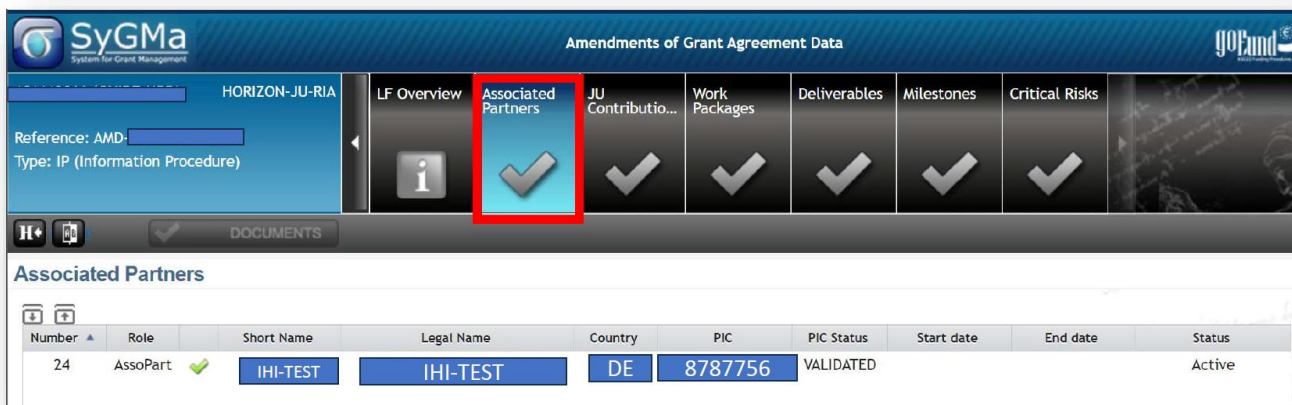 SyGMa
System for Grant Management
Amendments of Grant Agreement Data
goFund
HORIZON-JU-RIA
Reference: AMD-
Type: IP (Information Procedure)
LF Overview
Associated Partners
JU Contributio...
Work Packages
Deliverables
Milestones
Critical Risks
DOCUMENTS
Associated Partners
Number Role Short Name Legal Name Country PIC PIC Status Start date End date Status
24 AssoPart IHI-TEST IHI-TEST DE 8787756 VALIDATED Active